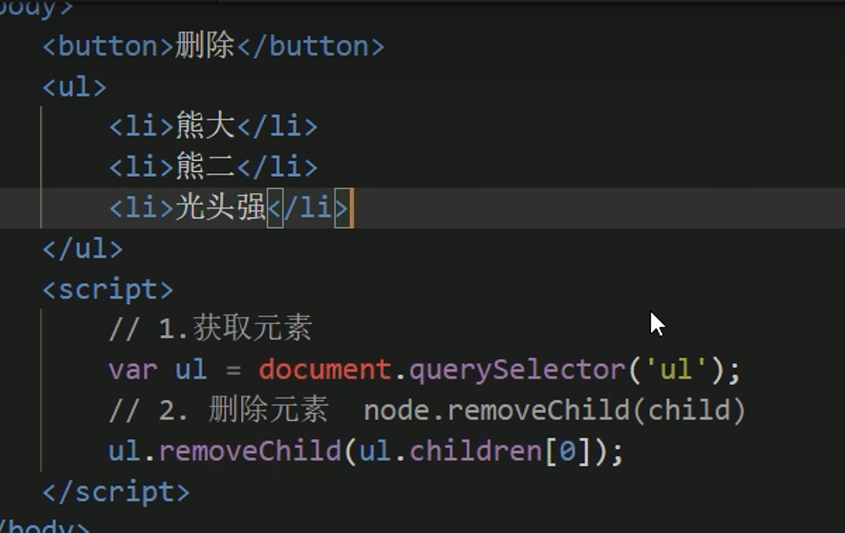 body>
<button>删除</button>
<ul>
<li>熊大</li>
<li>熊二</li>
<li>光头强</li>
</ul>
<script>
// 1.获取元素
var ul = document.querySelector('ul');
// 2. 删除元素  node.removeChild(child)
ul.removeChild(ul.children[0]);
</script>
/body>